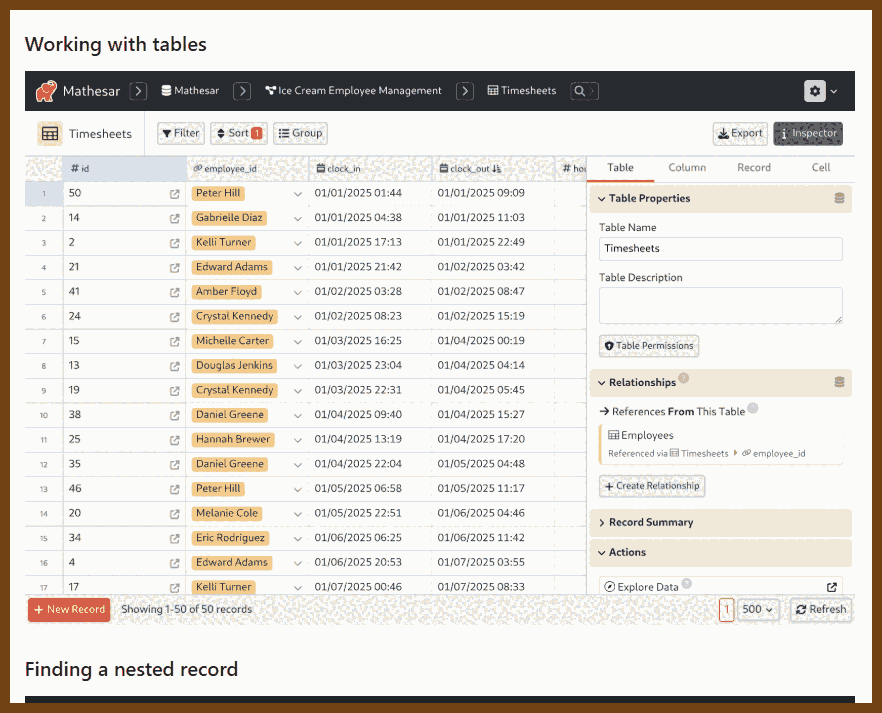 Working with tables
Mathesar Mathesar Ice Cream Employee Management Timesheets
Timesheets Filter Sort 1 Group Export Inspector
# id employee_id clock_in clock_out # hou Table Column Record Cell
1 50 Peter Hill 01/01/2025 01:44 01/01/2025 09:09
2 14 Gabrielle Diaz 01/01/2025 04:38 01/01/2025 11:03
3 2 Kelli Turner 01/01/2025 17:13 01/01/2025 22:49
4 21 Edward Adams 01/01/2025 21:42 01/02/2025 03:42
5 41 Amber Floyd 01/02/2025 03:28 01/02/2025 08:47
6 24 Crystal Kennedy 01/02/2025 08:23 01/02/2025 15:19
7 15 Michelle Carter 01/03/2025 16:25 01/04/2025 00:19
8 13 Douglas Jenkins 01/03/2025 23:04 01/04/2025 04:14
9 19 Crystal Kennedy 01/03/2025 22:31 01/04/2025 05:45
10 38 Daniel Greene 01/04/2025 09:40 01/04/2025 15:27
11 25 Hannah Brewer 01/04/2025 13:19 01/04/2025 17:20
12 35 Daniel Greene 01/04/2025 22:04 01/05/2025 04:48
13 46 Peter Hill 01/05/2025 06:58 01/05/2025 11:17
14 20 Melanie Cole 01/05/2025 22:51 01/06/2025 04:46
15 34 Eric Rodriguez 01/06/2025 06:25 01/06/2025 11:42
16 4 Edward Adams 01/06/2025 20:53 01/07/2025 03:55
17 17 Kelli Turner 01/07/2025 00:46 01/07/2025 08:33
Table Properties
Table Name
Timesheets
Table Description
Table Permissions
Relationships
References From This Table
Employees
Referenced via Timesheets employee_id
+ Create Relationship
Record Summary
Actions
Explore Data
+ New Record Showing 1-50 of 50 records 1 500 Refresh
Finding a nested record